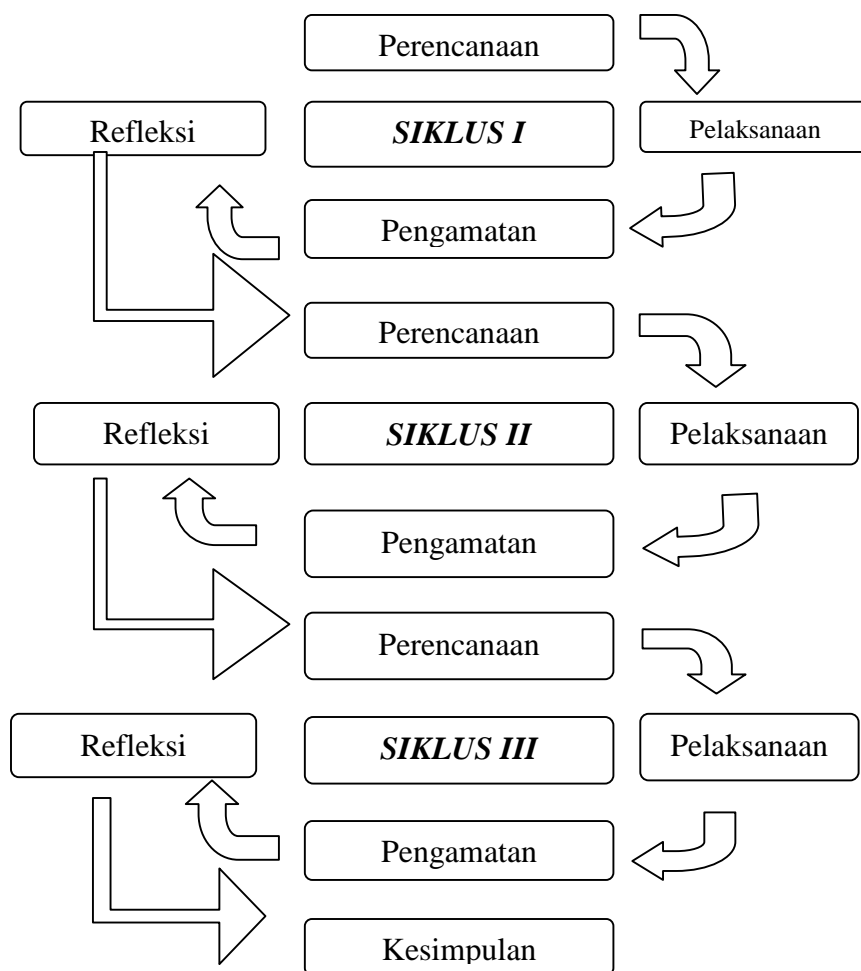 Perencanaan
Refleksi
SIKLUS I
Pelaksanaan
Pengamatan
Perencanaan
Refleksi
SIKLUS II
Pelaksanaan
Pengamatan
Perencanaan
Refleksi
SIKLUS III
Pelaksanaan
Pengamatan
Kesimpulan